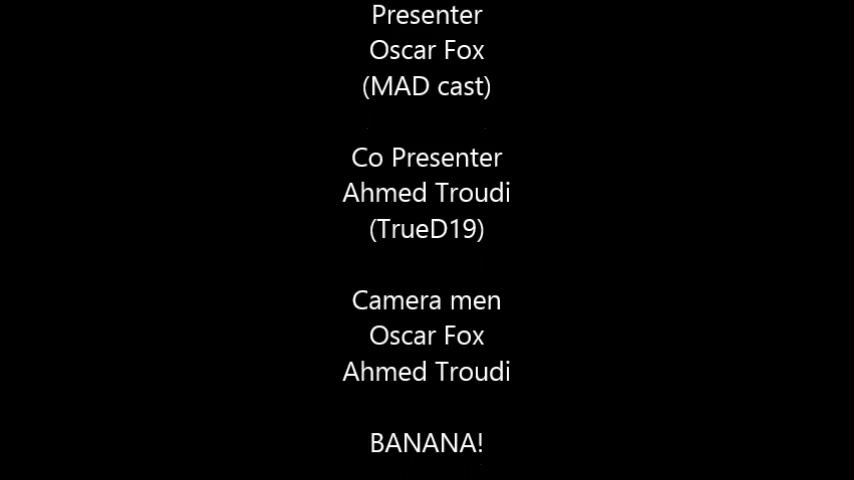 Presenter
Oscar Fox
(MAD cast)
Co Presenter
Ahmed Troudi
(TrueD19)
Camera men
Oscar Fox
Ahmed Troudi
BANANA!